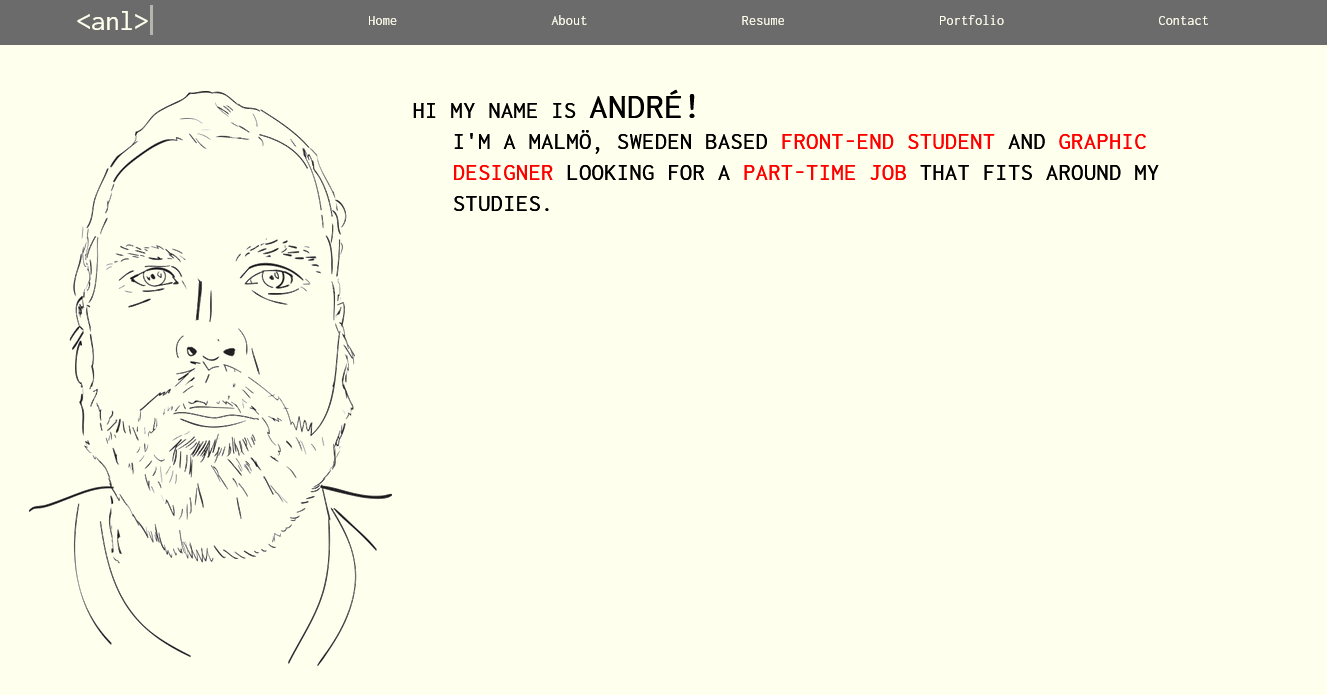 <anl>|
Home About Resume Portfolio Contact
HI MY NAME IS ANDRÉ!
I'M A MALMÖ, SWEDEN BASED FRONT-END STUDENT AND GRAPHIC
DESIGNER LOOKING FOR A PART-TIME JOB THAT FITS AROUND MY
STUDIES.